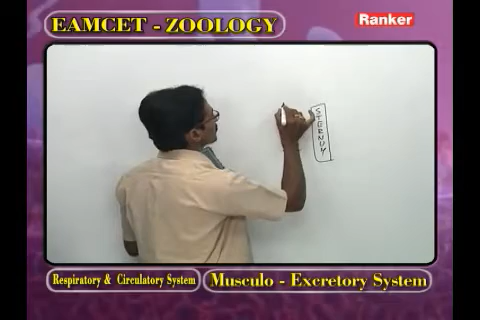 EAMCET - ZOOLOGY
Ranker
STERNUM
Respiratory & Circulatory System
Musculo - Excretory System